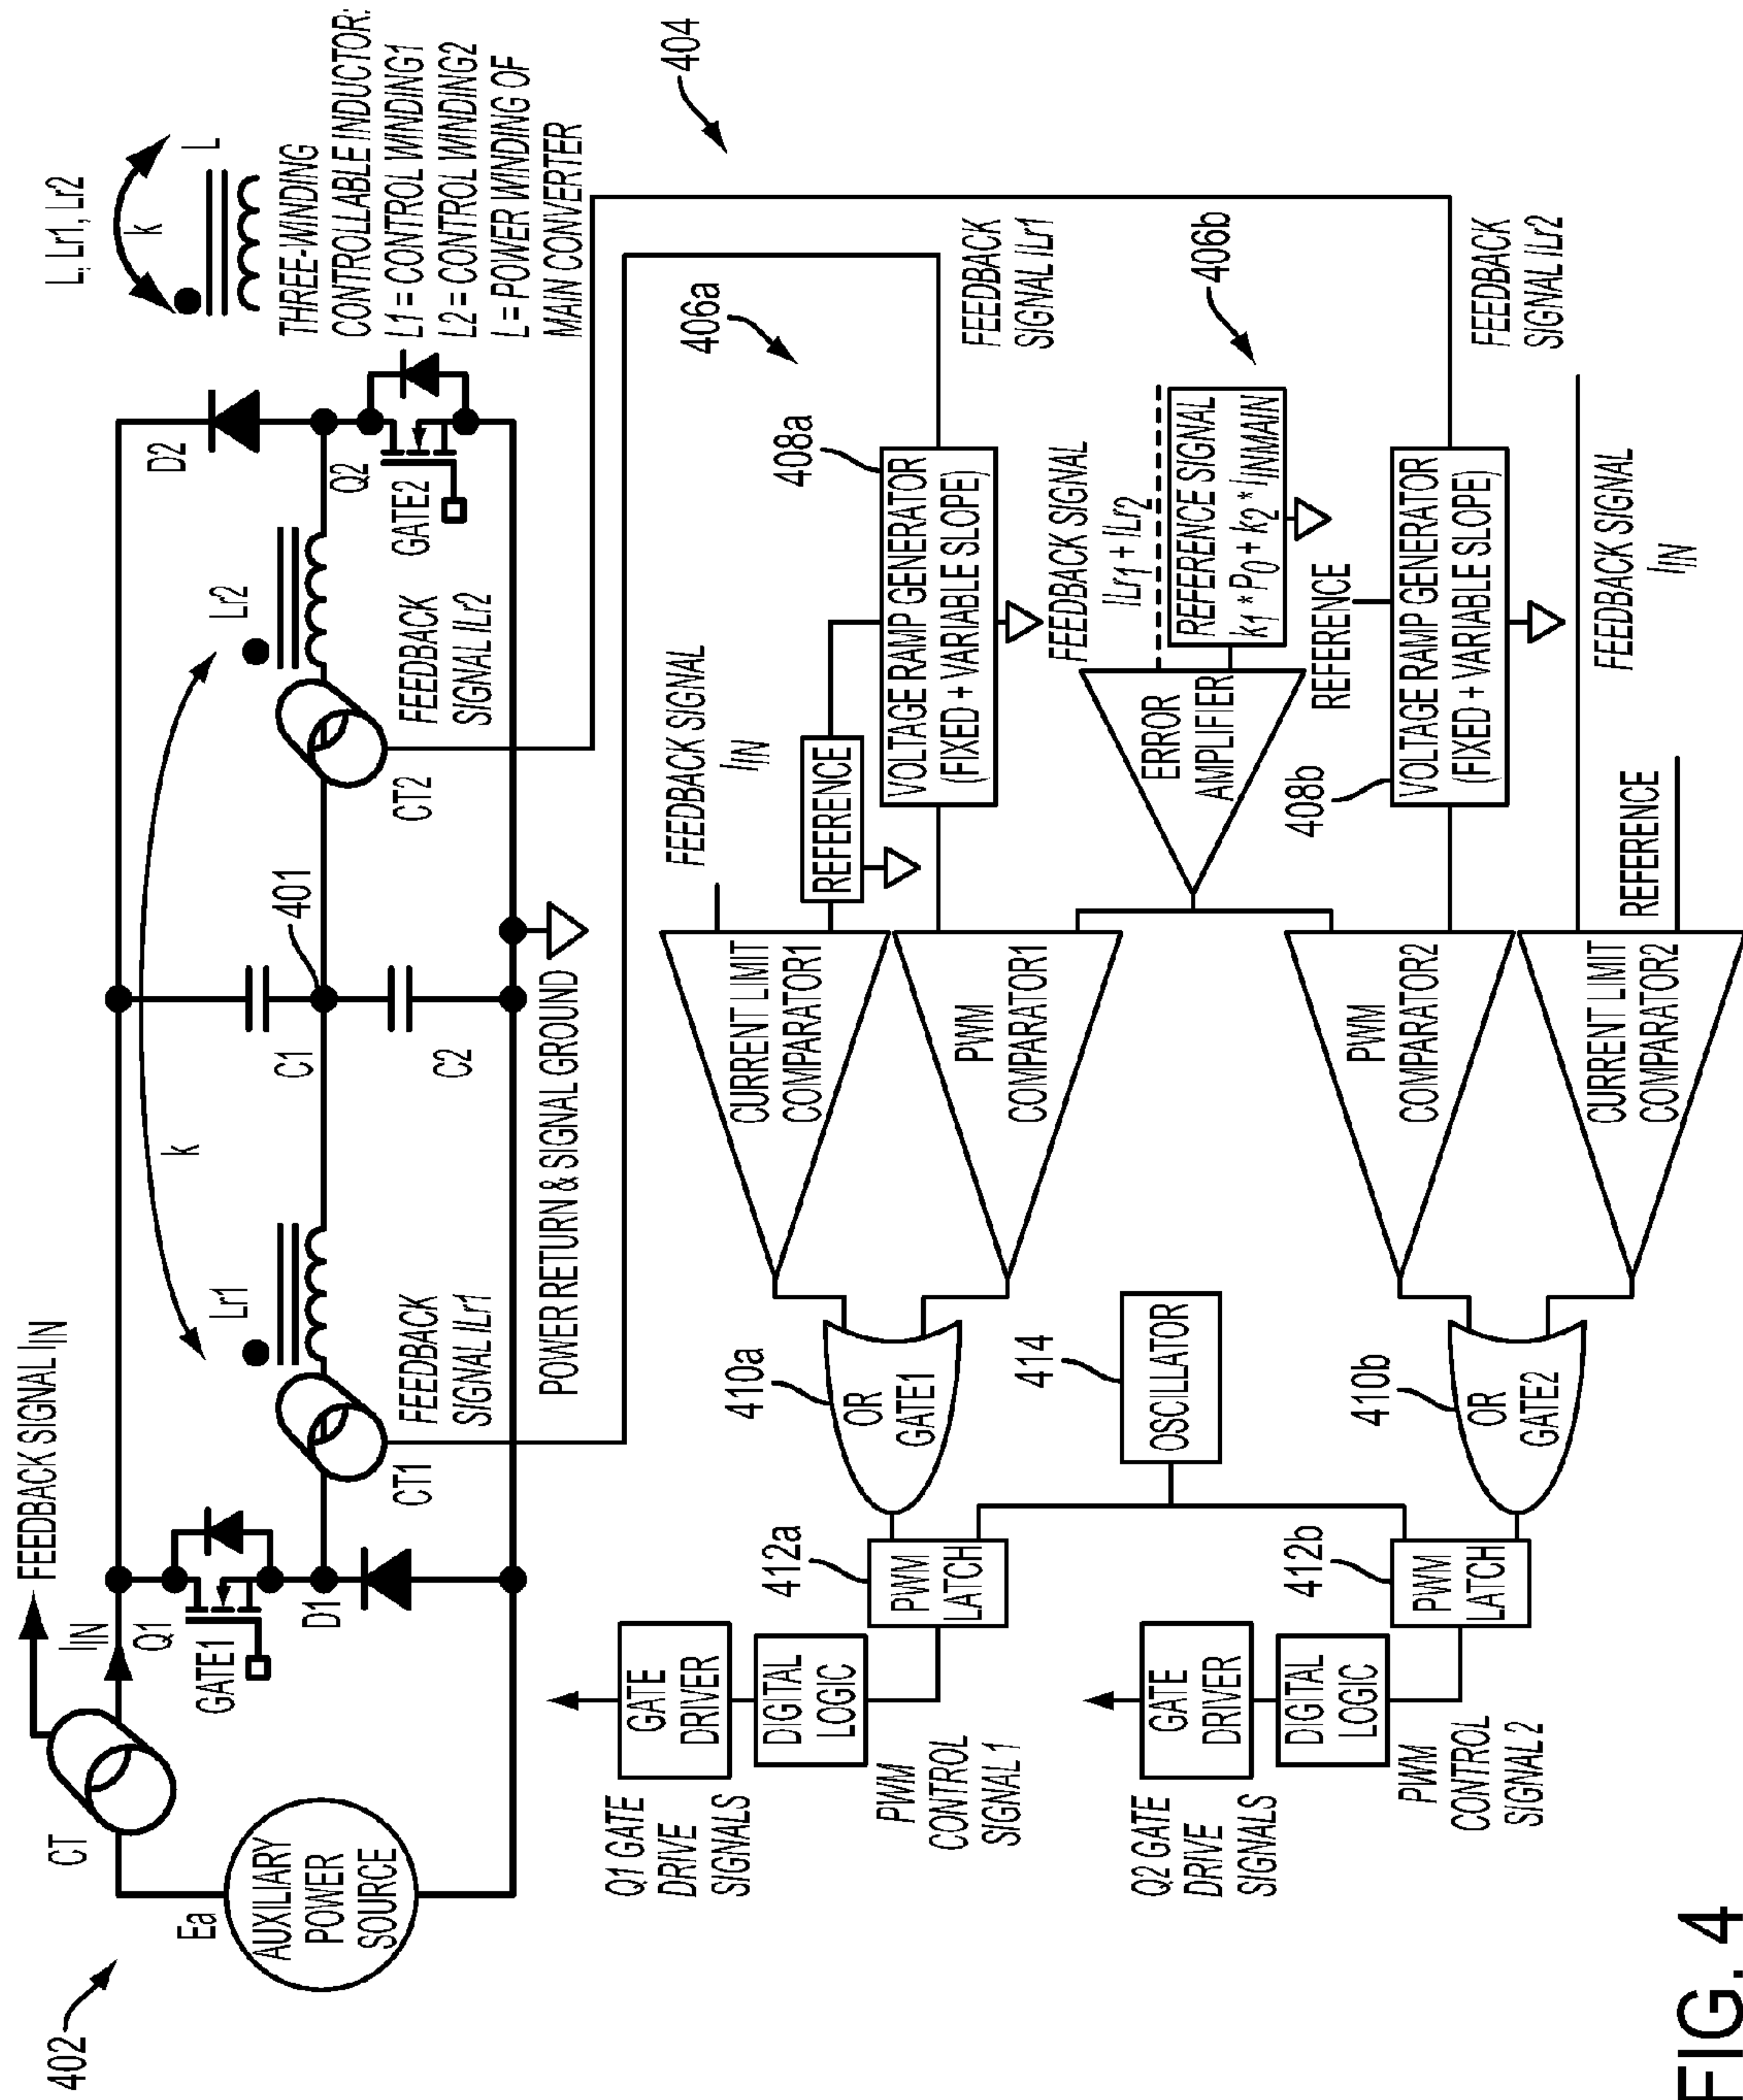 402
FEEDBACK SIGNAL IIN
CT
IIN
Ea
AUXILIARY
POWER
SOURCE
Q1
GATE1
D1
CT1
Lr1
FEEDBACK
SIGNAL ILr1
k
C1
401
C2
POWER RETURN & SIGNAL GROUND
CT2
Lr2
FEEDBACK
SIGNAL ILr2
D2
Q2
GATE2
L, Lr1, Lr2
k
L
THREE-WINDING
CONTROLLABLE INDUCTOR:
L1 = CONTROL WINDING1
L2 = CONTROL WINDING2
L = POWER WINDING OF
MAIN CONVERTER
404
Q1 GATE
DRIVE
SIGNALS
GATE
DRIVER
DIGITAL
LOGIC
PWM
CONTROL
SIGNAL 1
412a
PWM
LATCH
410a
OR
GATE1
CURRENT LIMIT
COMPARATOR1
PWM
COMPARATOR1
FEEDBACK SIGNAL
IIN
REFERENCE
406a
408a
VOLTAGE RAMP GENERATOR
(FIXED + VARIABLE SLOPE)
FEEDBACK
SIGNAL ILr1
414
OSCILLATOR
ERROR
AMPLIFIER
FEEDBACK SIGNAL
ILr1 + ILr2
REFERENCE SIGNAL
K1 * P0 + K2 * IINMAIN
406b
Q2 GATE
DRIVE
SIGNALS
GATE
DRIVER
DIGITAL
LOGIC
PWM
CONTROL
SIGNAL 2
412b
PWM
LATCH
410b
OR
GATE2
PWM
COMPARATOR2
CURRENT LIMIT
COMPARATOR2
408b
REFERENCE
VOLTAGE RAMP GENERATOR
(FIXED + VARIABLE SLOPE)
FEEDBACK
SIGNAL ILr2
FEEDBACK SIGNAL
IIN
REFERENCE
FIG. 4